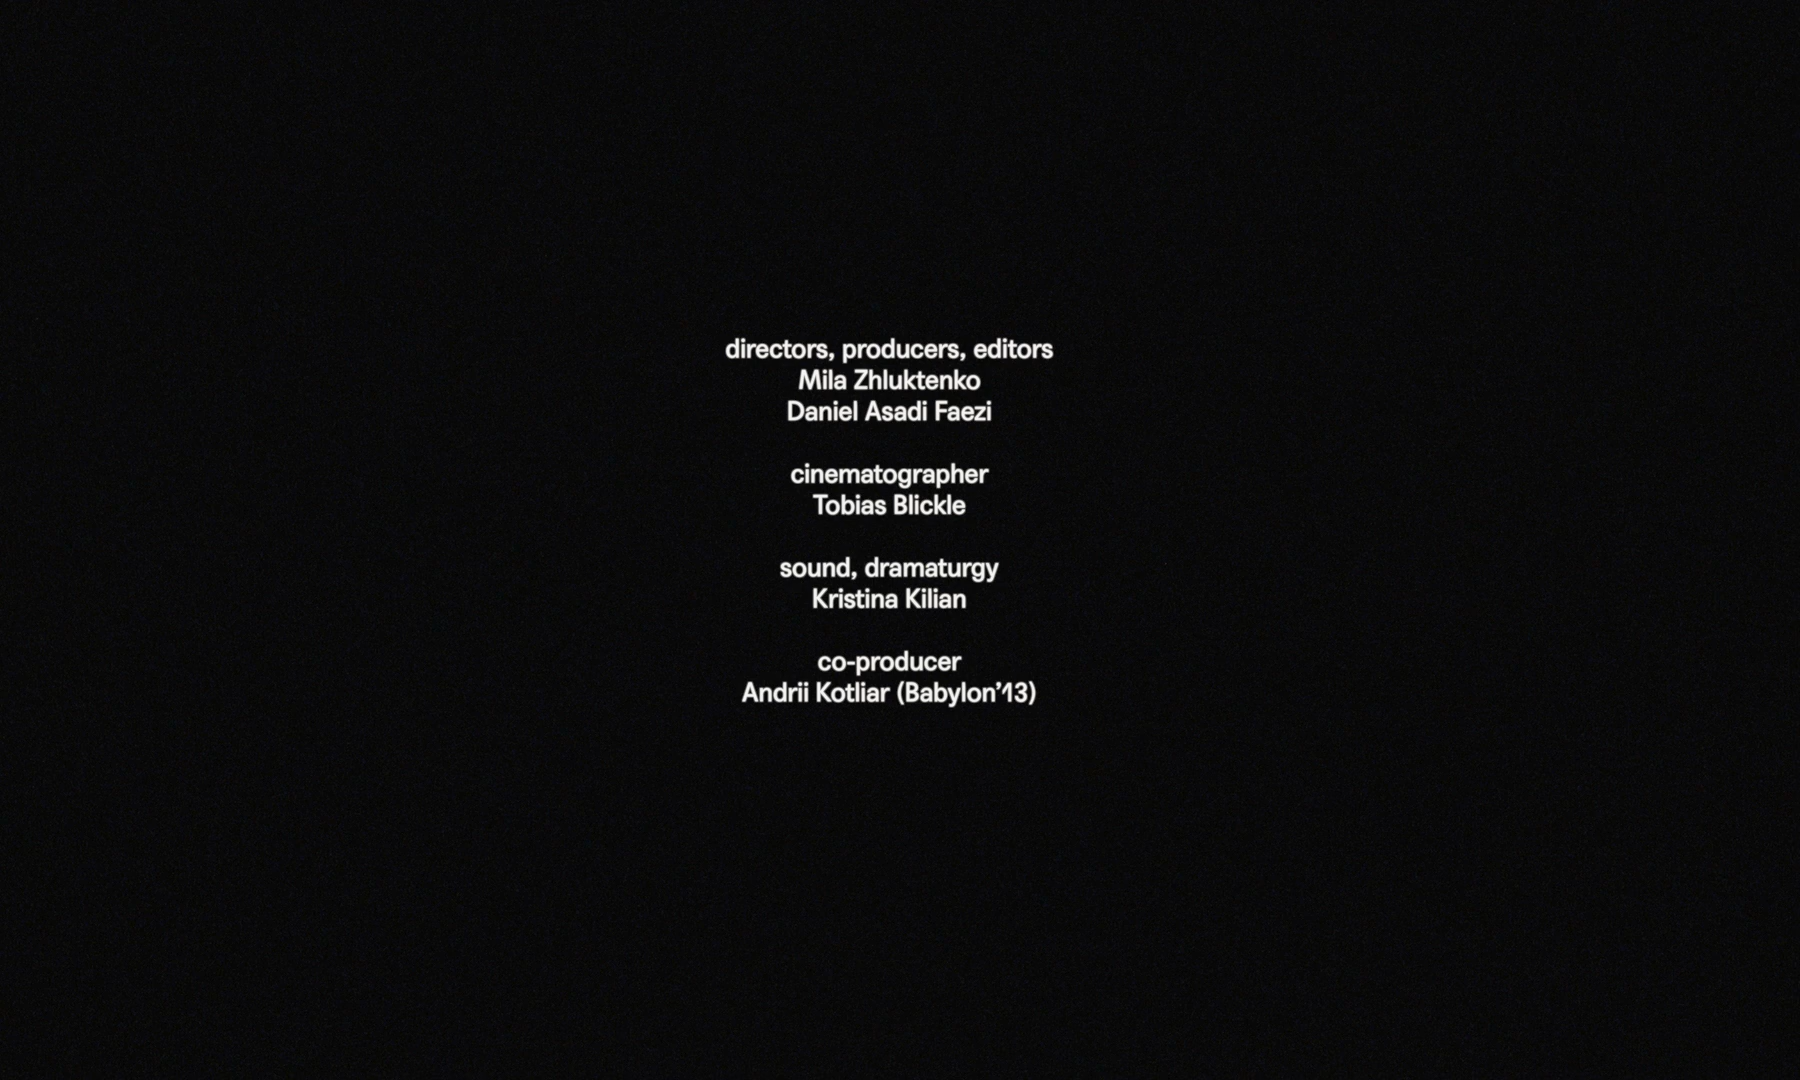 directors, producers, editors
Mila Zhluktenko
Daniel Asadi Faezi
cinematographer
Tobias Blickle
sound, dramaturgy
Kristina Kilian
co-producer
Andrii Kotliar (Babylon’13)